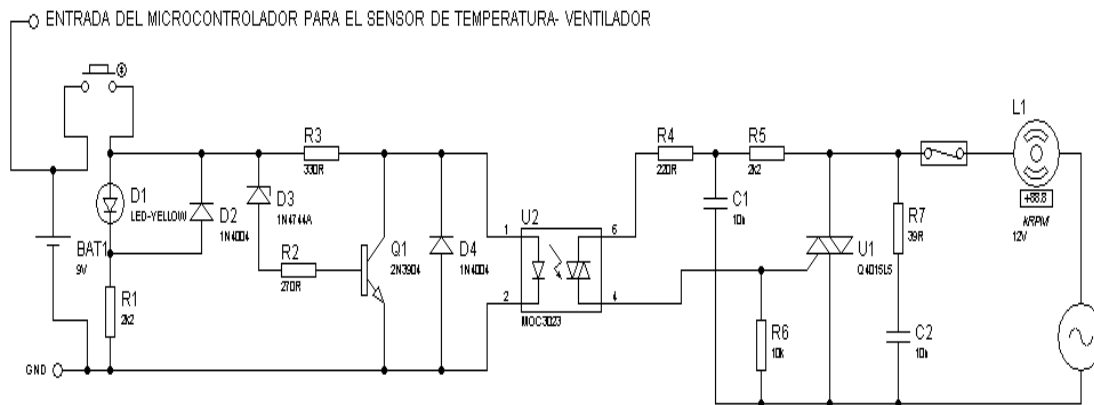 ENTRADA DEL MICROCONTROLADOR PARA EL SENSOR DE TEMPERATURA- VENTILADOR
L1
R3
330R
R4
220R
R5
2k2
+88.8
KRPM
12V
D1
LED-YELLOW
D2
1N4004
D3
1N4744A
C1
10n
R7
39R
U2
1
6
BAT1
9V
R2
270R
Q1
2N3904
D4
1N4004
U1
Q4015L5
R1
2k2
2
4
MOC3023
R6
10k
C2
10n
GND